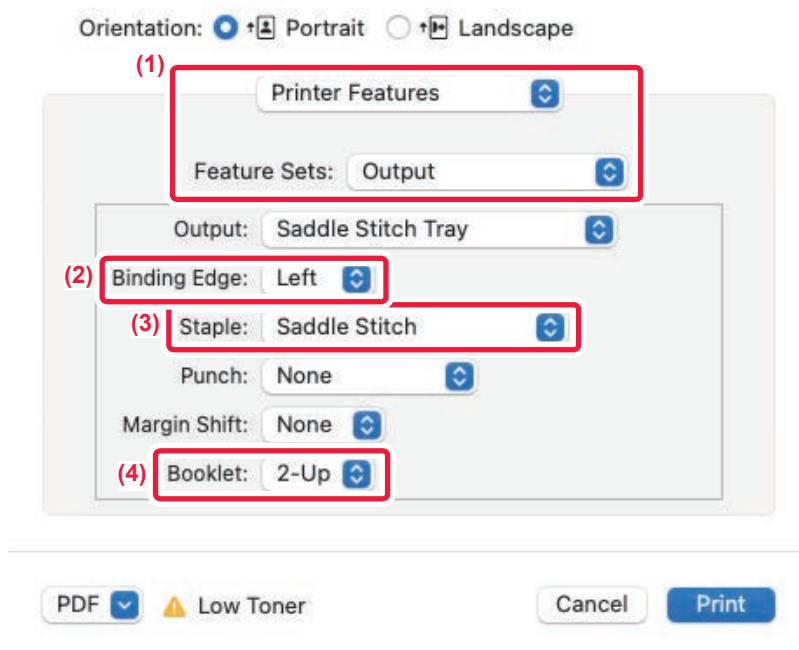 Orientation: Portrait Landscape
(1)
Printer Features
Feature Sets: Output
Output: Saddle Stitch Tray
(2) Binding Edge: Left
(3) Staple: Saddle Stitch
Punch: None
Margin Shift: None
(4) Booklet: 2-Up
PDF Low Toner Cancel Print